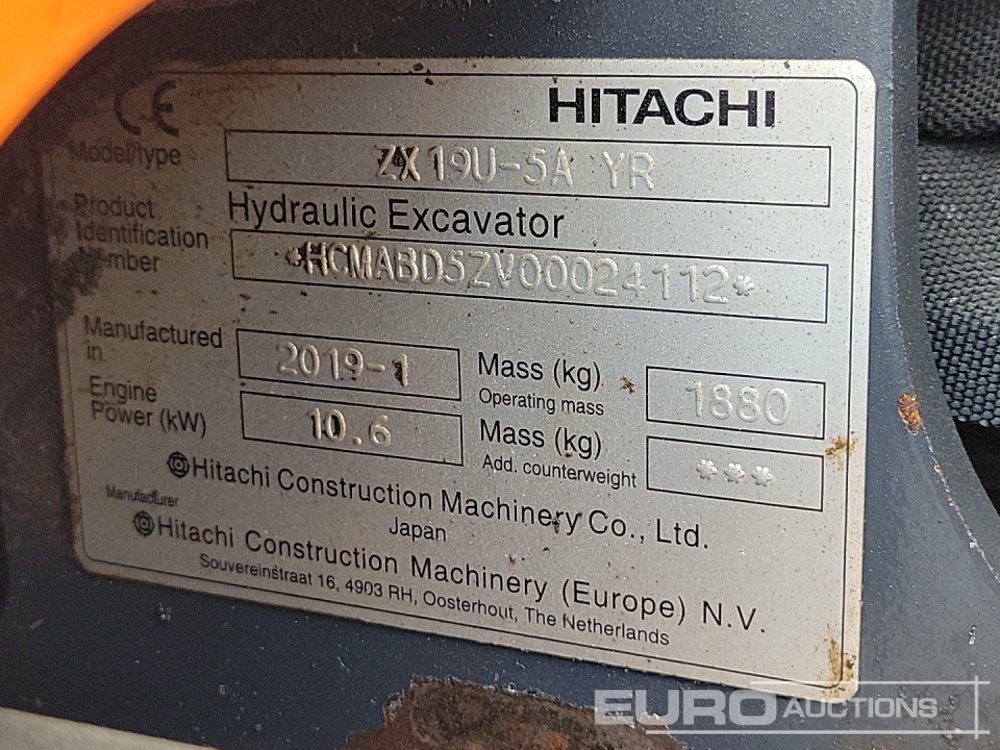 CE
HITACHI
Model/type ZX19U-5A YR
Hydraulic Excavator
Product
Identification
Number *HCMABD5ZV00024112*
Manufactured
in 2019-1
Mass (kg)
Operating mass 1880
Engine
Power (kW) 10.6
Mass (kg)
Add. counterweight ***
Hitachi Construction Machinery Co., Ltd.
Japan
Manufacturer
Hitachi Construction Machinery (Europe) N.V.
Souvereinstraat 16, 4903 RH, Oosterhout, The Netherlands
EURO AUCTIONS